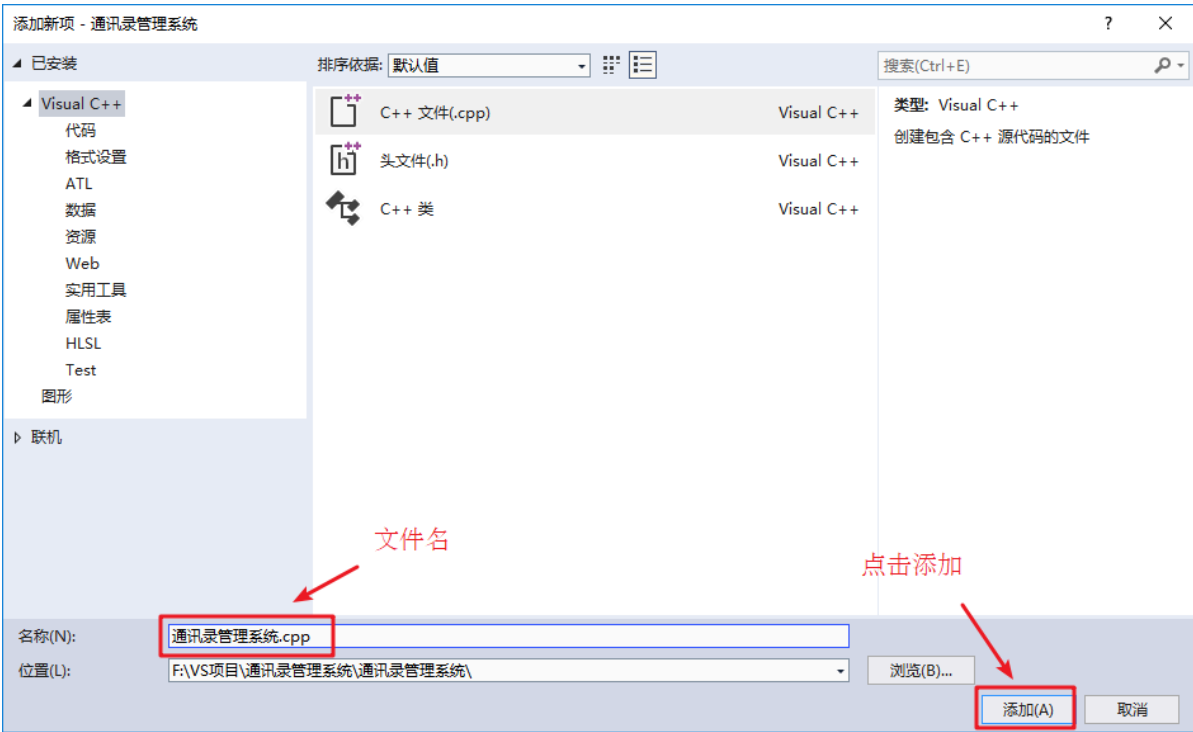 添加新项 - 通讯录管理系统
?
已安装
排序依据: 默认值
搜索(Ctrl+E)
Visual C++
代码
格式设置
ATL
数据
资源
Web
实用工具
属性表
HLSL
Test
图形
联机
C++ 文件(.cpp) Visual C++
头文件(.h) Visual C++
C++ 类 Visual C++
类型: Visual C++
创建包含 C++ 源代码的文件
文件名
点击添加
名称(N): 通讯录管理系统.cpp
位置(L): F:\VS项目\通讯录管理系统\通讯录管理系统\
浏览(B)...
添加(A) 取消